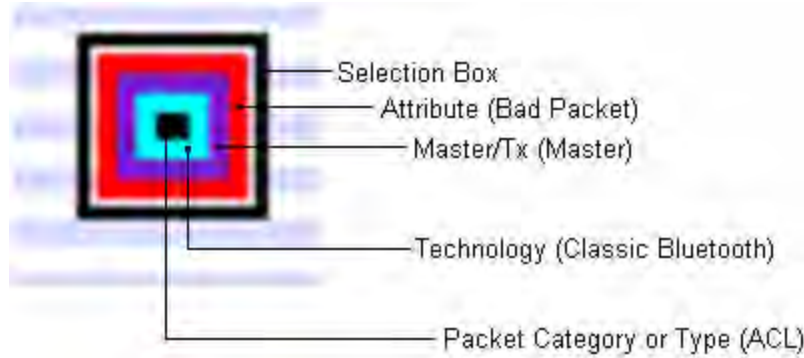 Selection Box
Attribute (Bad Packet)
Master/Tx (Master)
Technology (Classic Bluetooth)
Packet Category or Type (ACL)